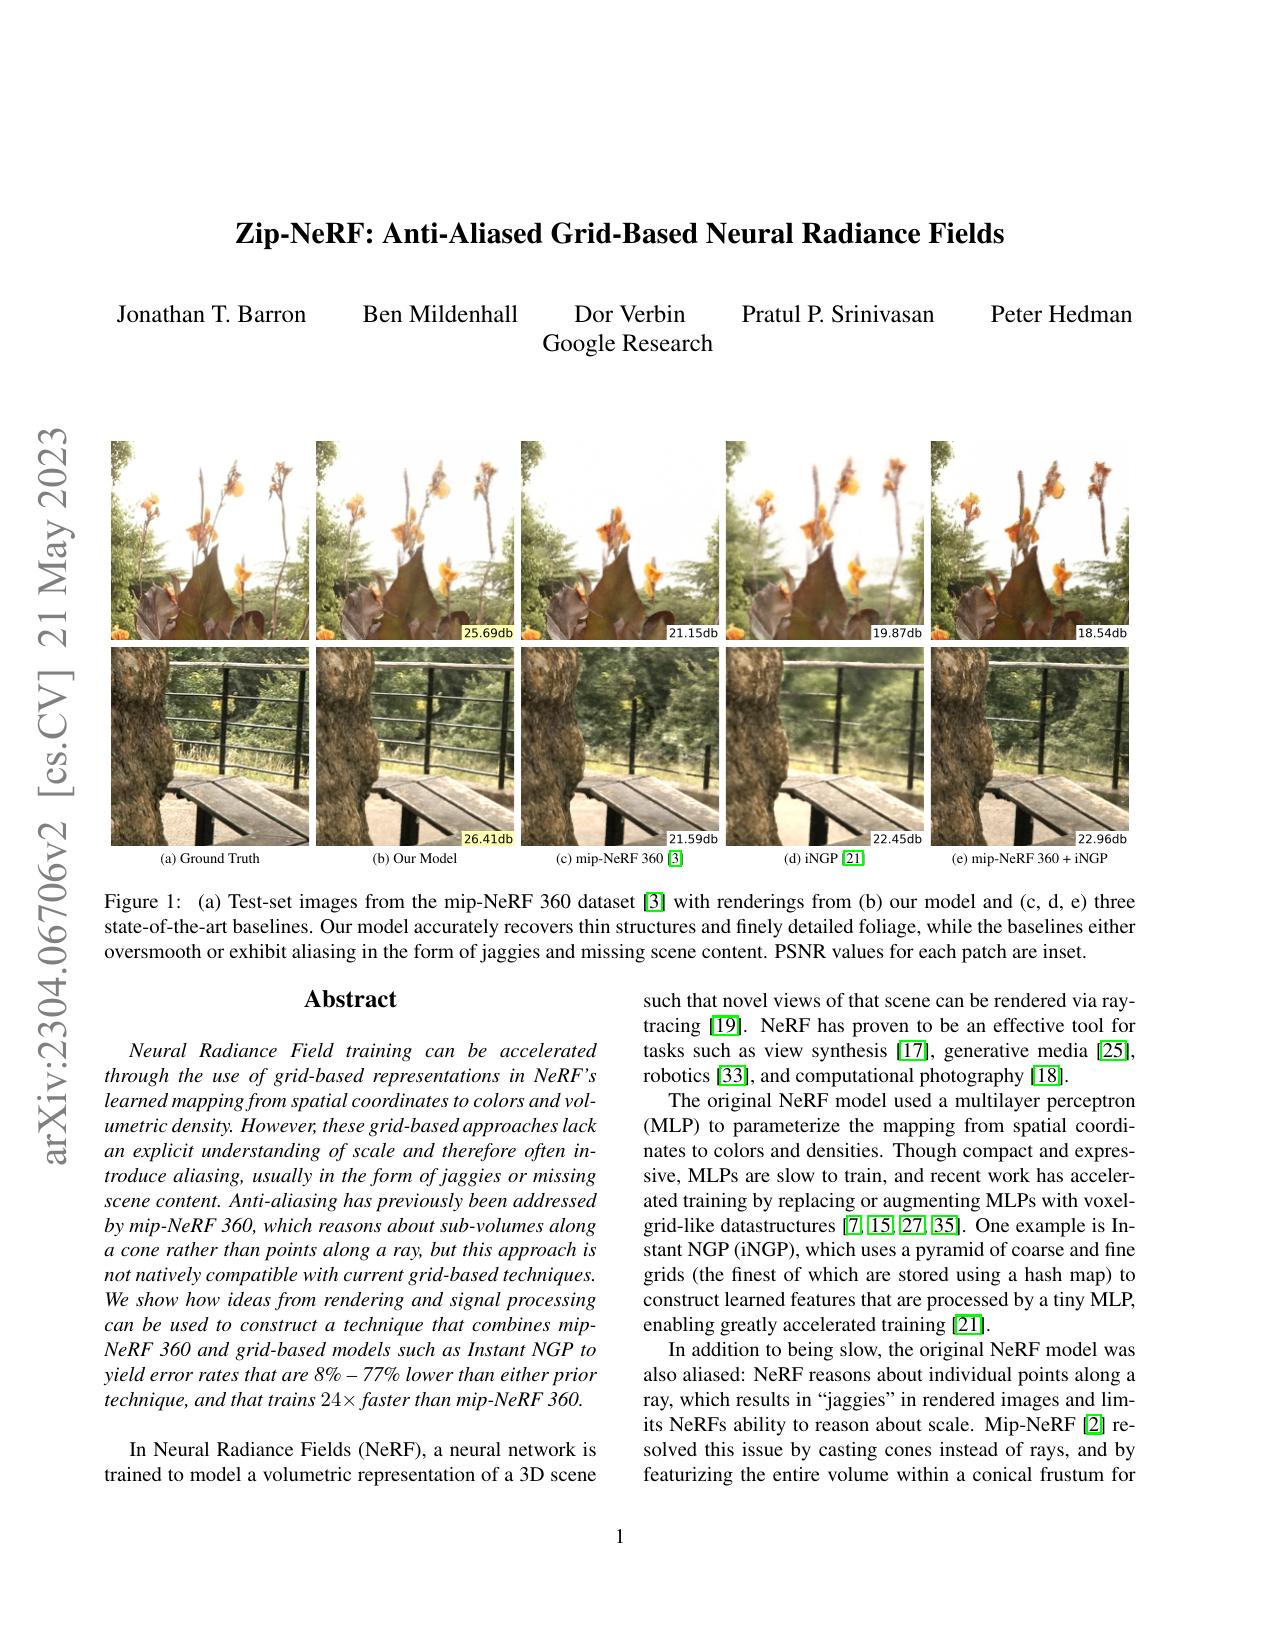 Zip-NeRF: Anti-Aliased Grid-Based Neural Radiance Fields
Jonathan T. Barron Ben Mildenhall Dor Verbin Pratul P. Srinivasan Peter Hedman
Google Research
arXiv:2304.06706v2 [cs.CV] 21 May 2023
25.69db 21.15db 19.87db 18.54db
26.41db 21.59db 22.45db 22.96db
(a) Ground Truth (b) Our Model (c) mip-NeRF 360 [3] (d) iNGP [21] (e) mip-NeRF 360 + iNGP
Figure 1: (a) Test-set images from the mip-NeRF 360 dataset [3] with renderings from (b) our model and (c, d, e) three
state-of-the-art baselines. Our model accurately recovers thin structures and finely detailed foliage, while the baselines either
oversmooth or exhibit aliasing in the form of jaggies and missing scene content. PSNR values for each patch are inset.
Abstract
Neural Radiance Field training can be accelerated
through the use of grid-based representations in NeRF's
learned mapping from spatial coordinates to colors and vol-
umetric density. However, these grid-based approaches lack
an explicit understanding of scale and therefore often in-
troduce aliasing, usually in the form of jaggies or missing
scene content. Anti-aliasing has previously been addressed
by mip-NeRF 360, which reasons about sub-volumes along
a cone rather than points along a ray, but this approach is
not natively compatible with current grid-based techniques.
We show how ideas from rendering and signal processing
can be used to construct a technique that combines mip-
NeRF 360 and grid-based models such as Instant NGP to
yield error rates that are 8% – 77% lower than either prior
technique, and that trains 24× faster than mip-NeRF 360.
In Neural Radiance Fields (NeRF), a neural network is
trained to model a volumetric representation of a 3D scene
such that novel views of that scene can be rendered via ray-
tracing [19]. NeRF has proven to be an effective tool for
tasks such as view synthesis [17], generative media [25],
robotics [33], and computational photography [18].
The original NeRF model used a multilayer perceptron
(MLP) to parameterize the mapping from spatial coordi-
nates to colors and densities. Though compact and expres-
sive, MLPs are slow to train, and recent work has acceler-
ated training by replacing or augmenting MLPs with voxel-
grid-like datastructures [7, 15, 27, 35]. One example is In-
stant NGP (iNGP), which uses a pyramid of coarse and fine
grids (the finest of which are stored using a hash map) to
construct learned features that are processed by a tiny MLP,
enabling greatly accelerated training [21].
In addition to being slow, the original NeRF model was
also aliased: NeRF reasons about individual points along a
ray, which results in “jaggies” in rendered images and lim-
its NeRFs ability to reason about scale. Mip-NeRF [2] re-
solved this issue by casting cones instead of rays, and by
featurizing the entire volume within a conical frustum for
1